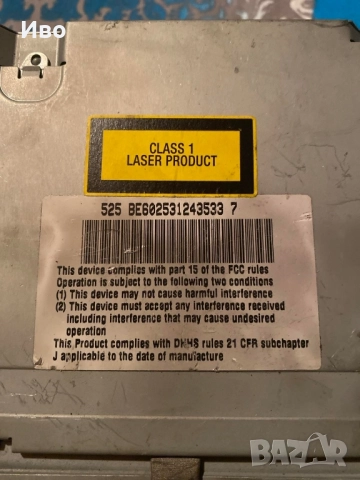 Иво
CLASS 1
LASER PRODUCT
525 BE602531243533 7
This device complies with part 15 of the FCC rules
Operation is subject to the following two conditions
(1) This device may not cause harmful interference
(2) This device must accept any interference received
including interference that may cause undesired
operation
This Product complies with DHHS rules 21 CFR subchapter
J applicable to the date of manufacture
BAZAR
bg